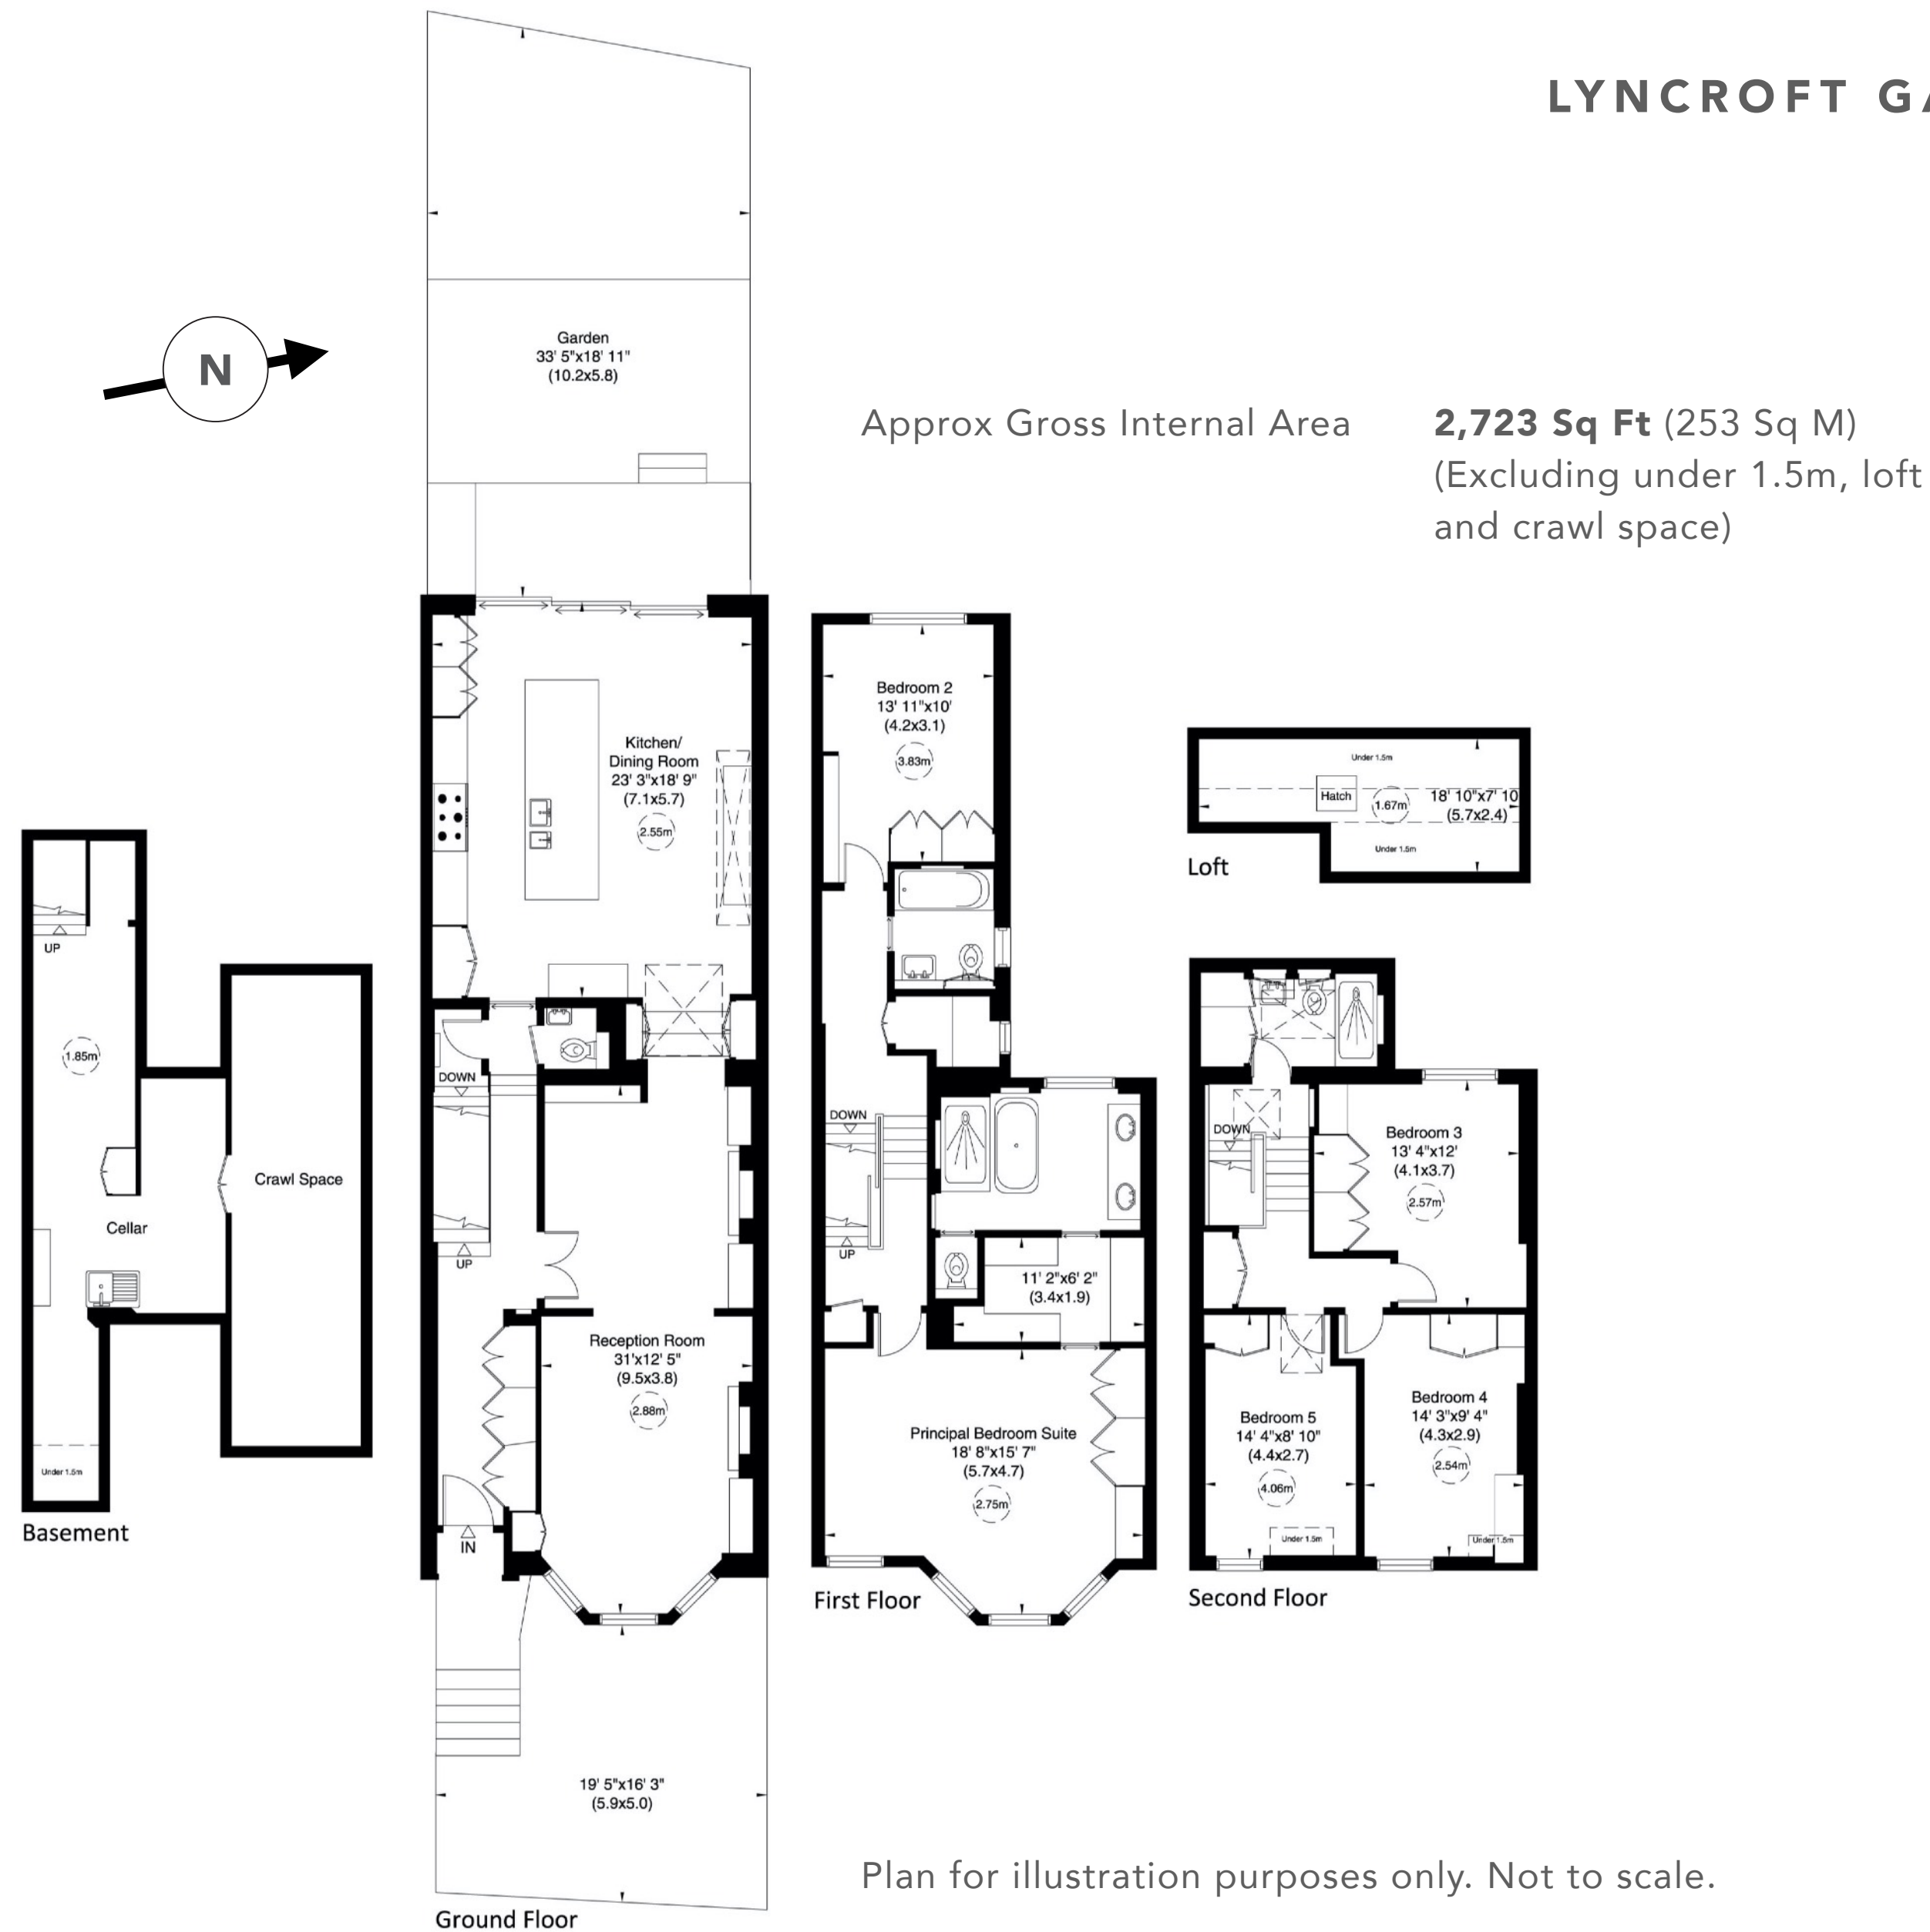 LYNCROFT
N
Approx Gross Internal Area
2,723 Sq Ft (253 Sq M)
(Excluding under 1.5m, loft
and crawl space)
Garden
33' 5"x18' 11"
(10.2x5.8)
Kitchen/
Dining Room
23' 3"x18' 9"
(7.1x5.7)
2.55m
DOWN
UP
Reception Room
31'x12' 5"
(9.5x3.8)
2.88m
IN
19' 5"x16' 3"
(5.9x5.0)
Ground Floor
UP
1.85m
Cellar
Crawl Space
Under 1.5m
Basement
Bedroom 2
13' 11"x10'
(4.2x3.1)
3.83m
DOWN
UP
11' 2"x6' 2"
(3.4x1.9)
Principal Bedroom Suite
18' 8"x15' 7"
(5.7x4.7)
2.75m
First Floor
Under 1.5m
Hatch
1.67m
18' 10"x7' 10
(5.7x2.4)
Under 1.5m
Loft
DOWN
Bedroom 3
13' 4"x12'
(4.1x3.7)
2.57m
Bedroom 5
14' 4"x8' 10"
(4.4x2.7)
4.06m
Under 1.5m
Bedroom 4
14' 3"x9' 4"
(4.3x2.9)
2.54m
Under 1.5m
Second Floor
Plan for illustration purposes only. Not to scale.